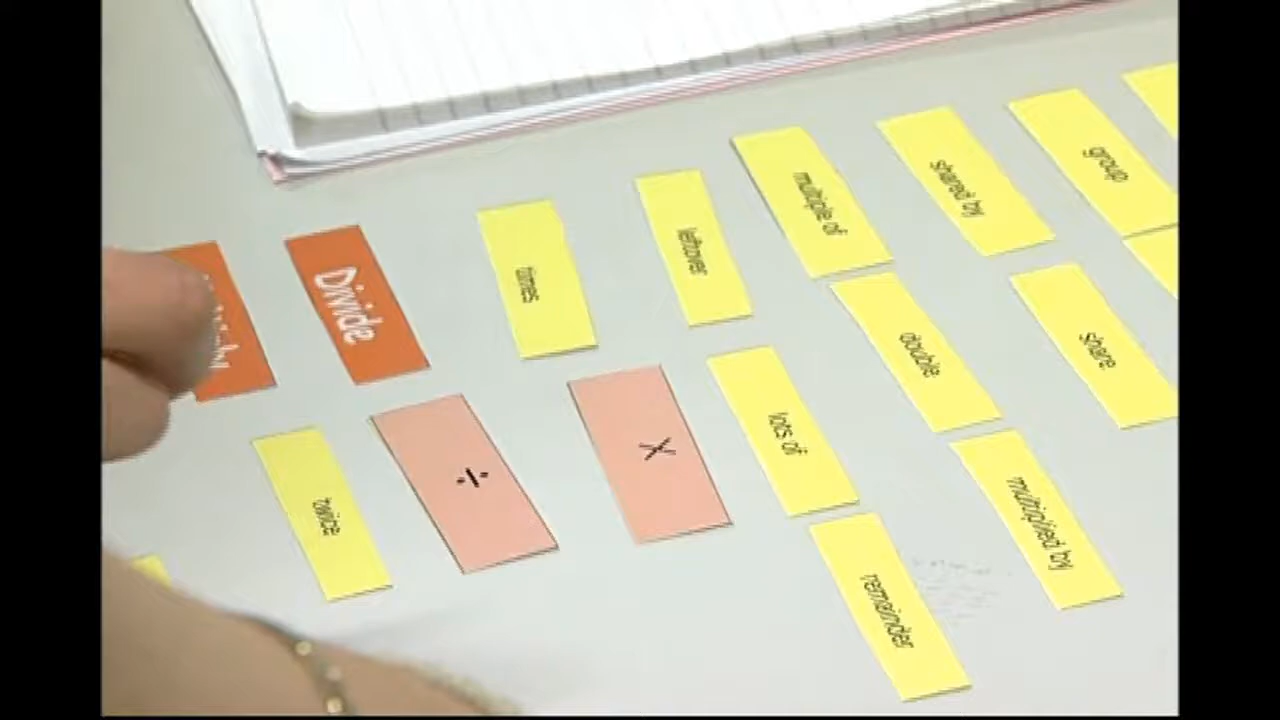 Divide
times
leftover
multiple of
shared by
group
twice
÷
×
lots of
double
share
remainder
multiplied by